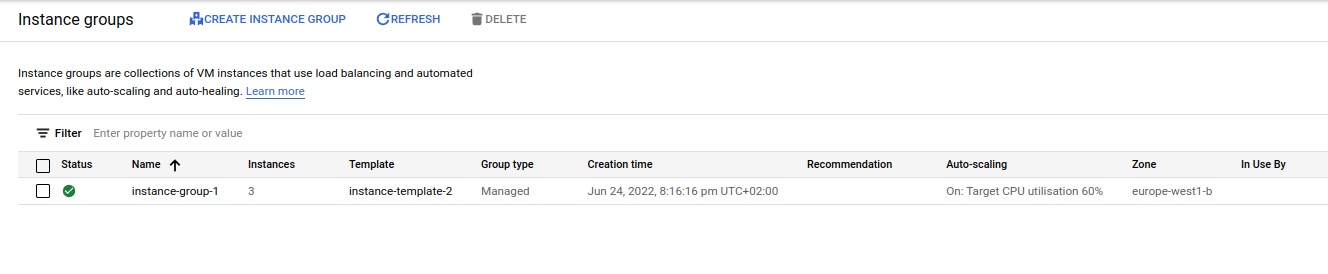 Instance groups CREATE INSTANCE GROUP REFRESH DELETE
Instance groups are collections of VM instances that use load balancing and automated
services, like auto-scaling and auto-healing. Learn more
Filter Enter property name or value
Status Name Instances Template Group type Creation time Recommendation Auto-scaling Zone In Use By
instance-group-1 3 instance-template-2 Managed Jun 24, 2022, 8:16:16 pm UTC+02:00 On: Target CPU utilisation 60% europe-west1-b